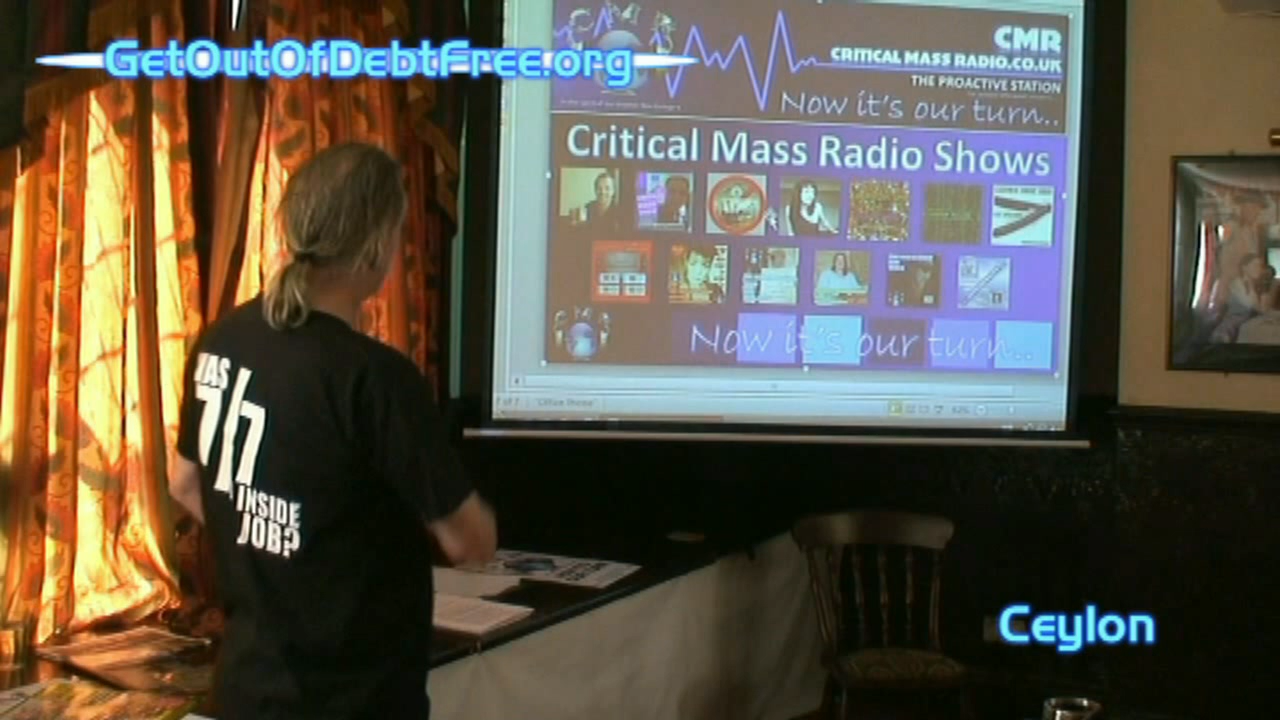 GetOutOfDebtFree.org
CMR
CRITICAL MASS RADIO.CO.UK
THE PROACTIVE STATION
Now it's our turn..
Critical Mass Radio Shows
Now it's our turn..
WAS
7/7
INSIDE
JOB?
Ceylon